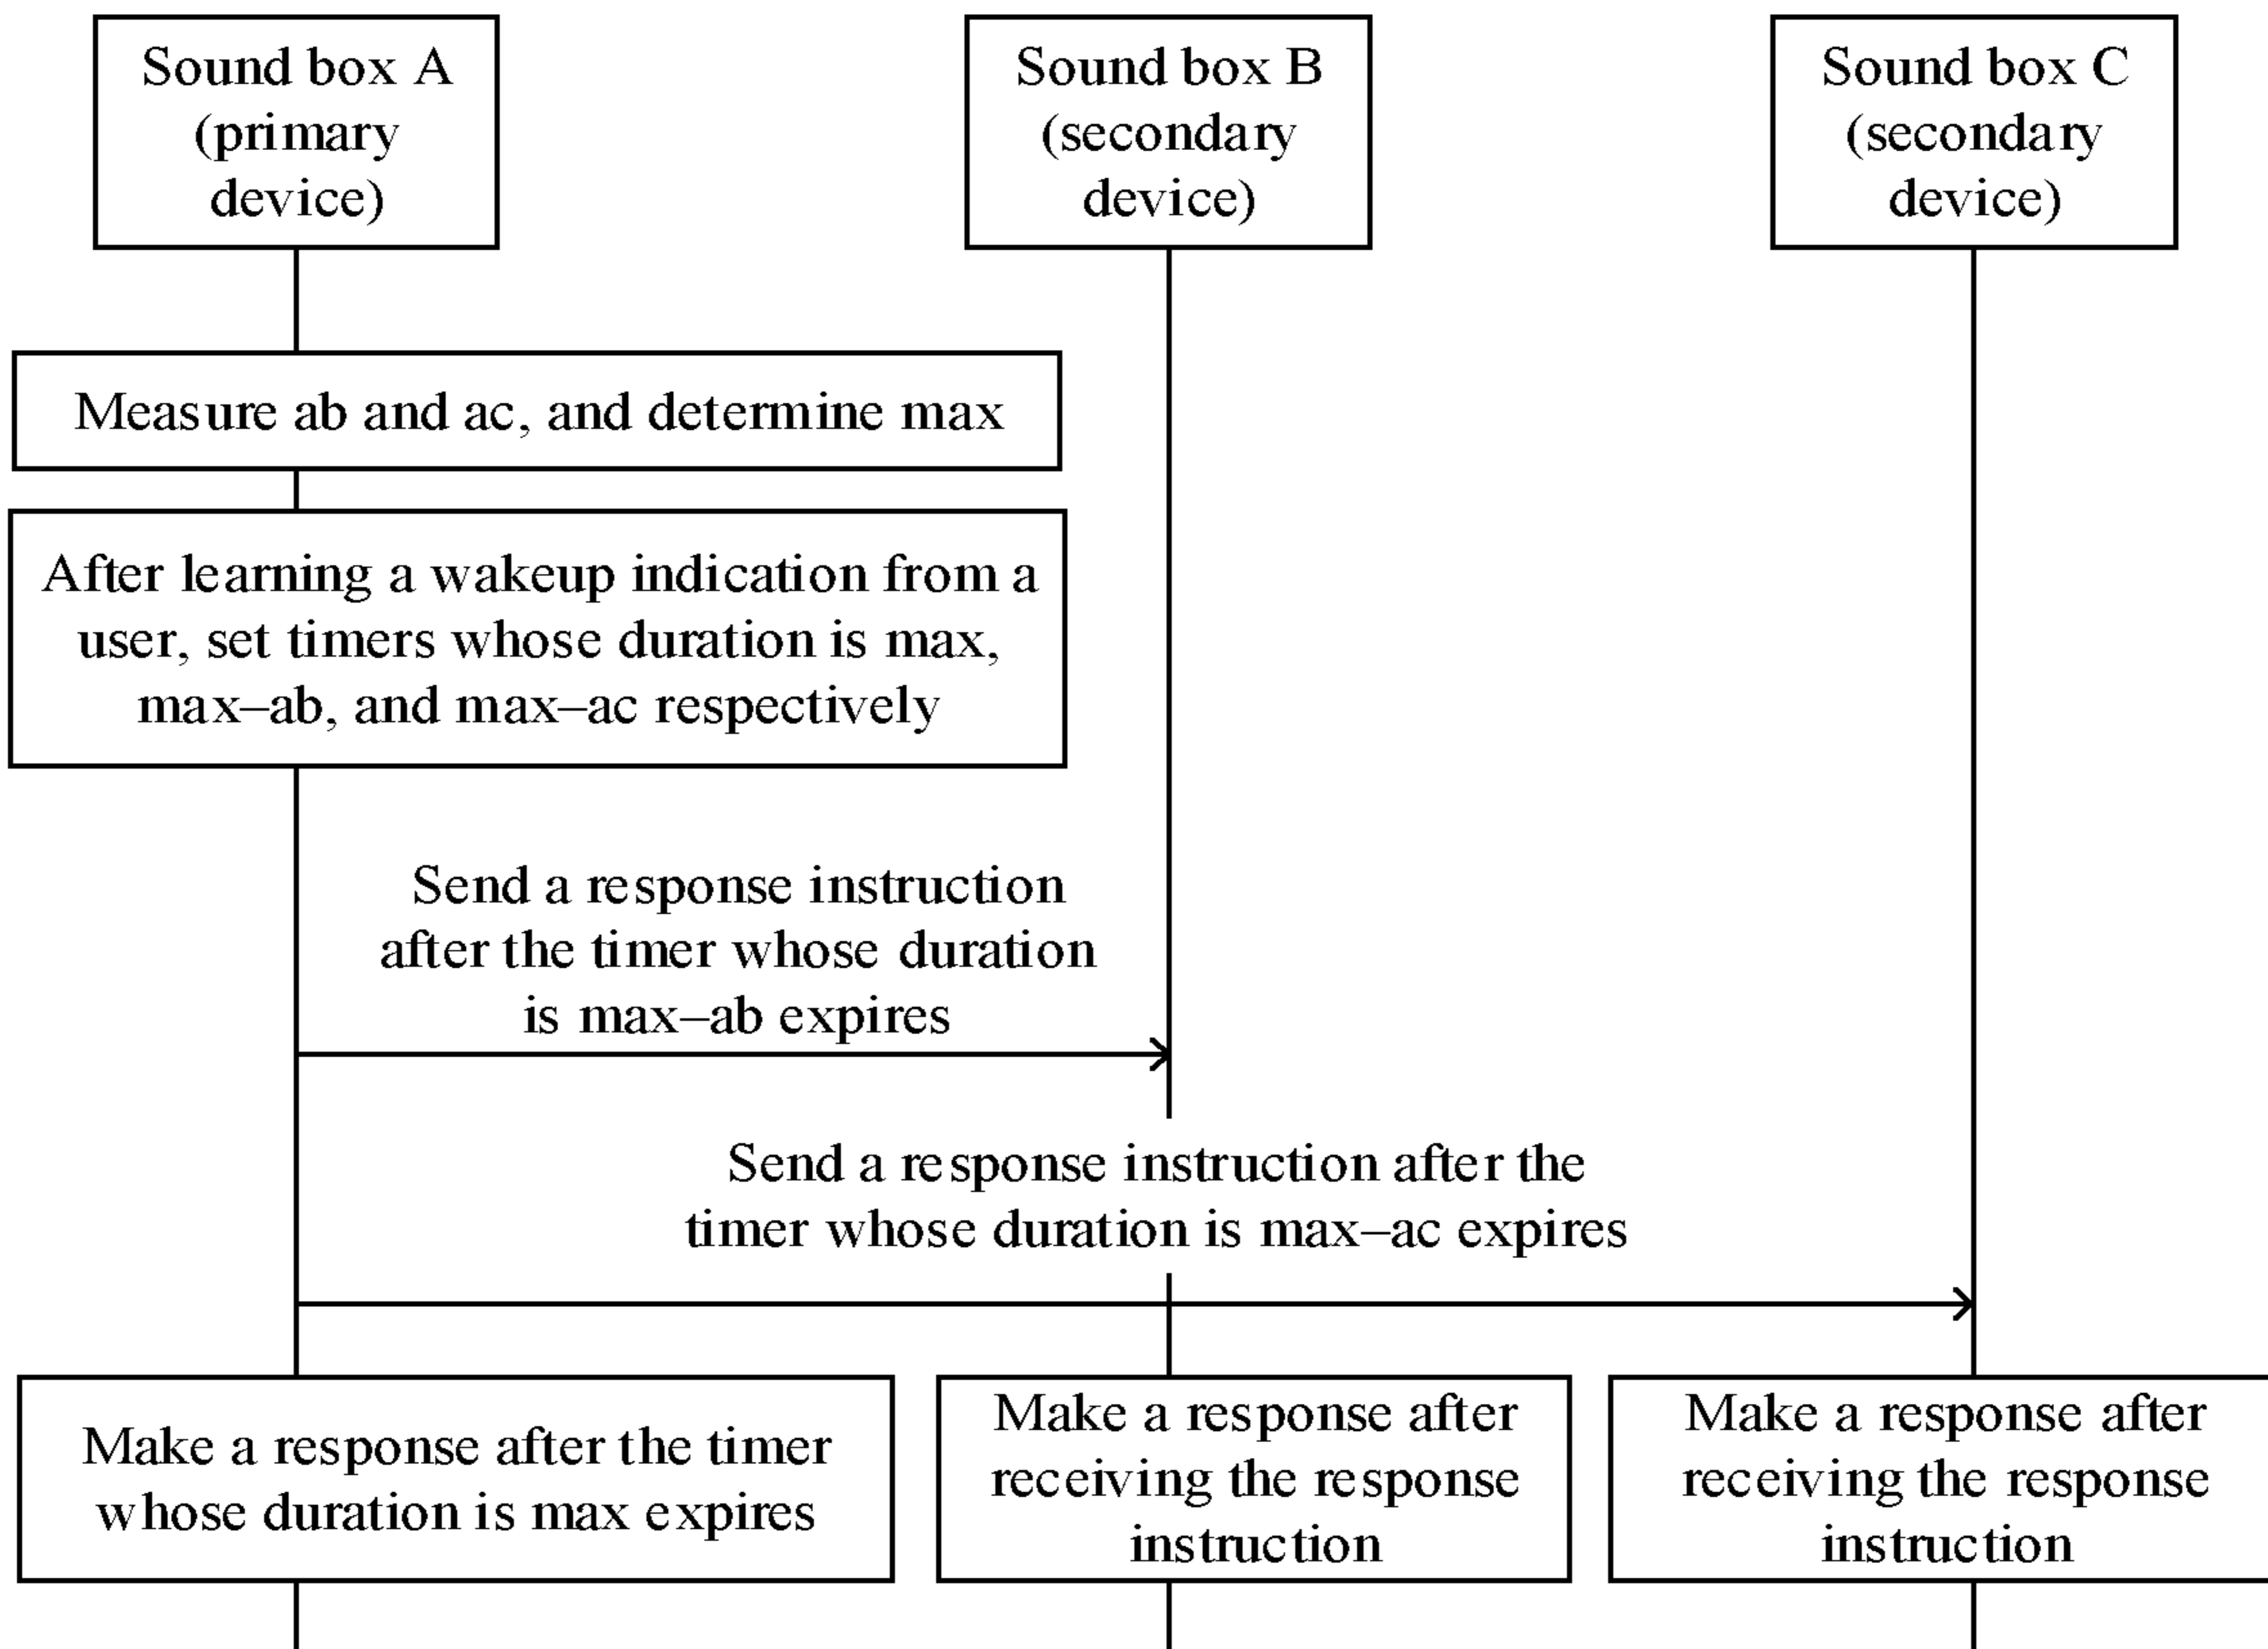 Sound box A
(primary
device)
Sound box B
(secondary
device)
Sound box C
(secondary
device)
Measure ab and ac, and determine max
After learning a wakeup indication from a
user, set timers whose duration is max,
max–ab, and max–ac respectively
Send a response instruction
after the timer whose duration
is max–ab expires
Send a response instruction after the
timer whose duration is max–ac expires
Make a response after the timer
whose duration is max expires
Make a response after
receiving the response
instruction
Make a response after
receiving the response
instruction